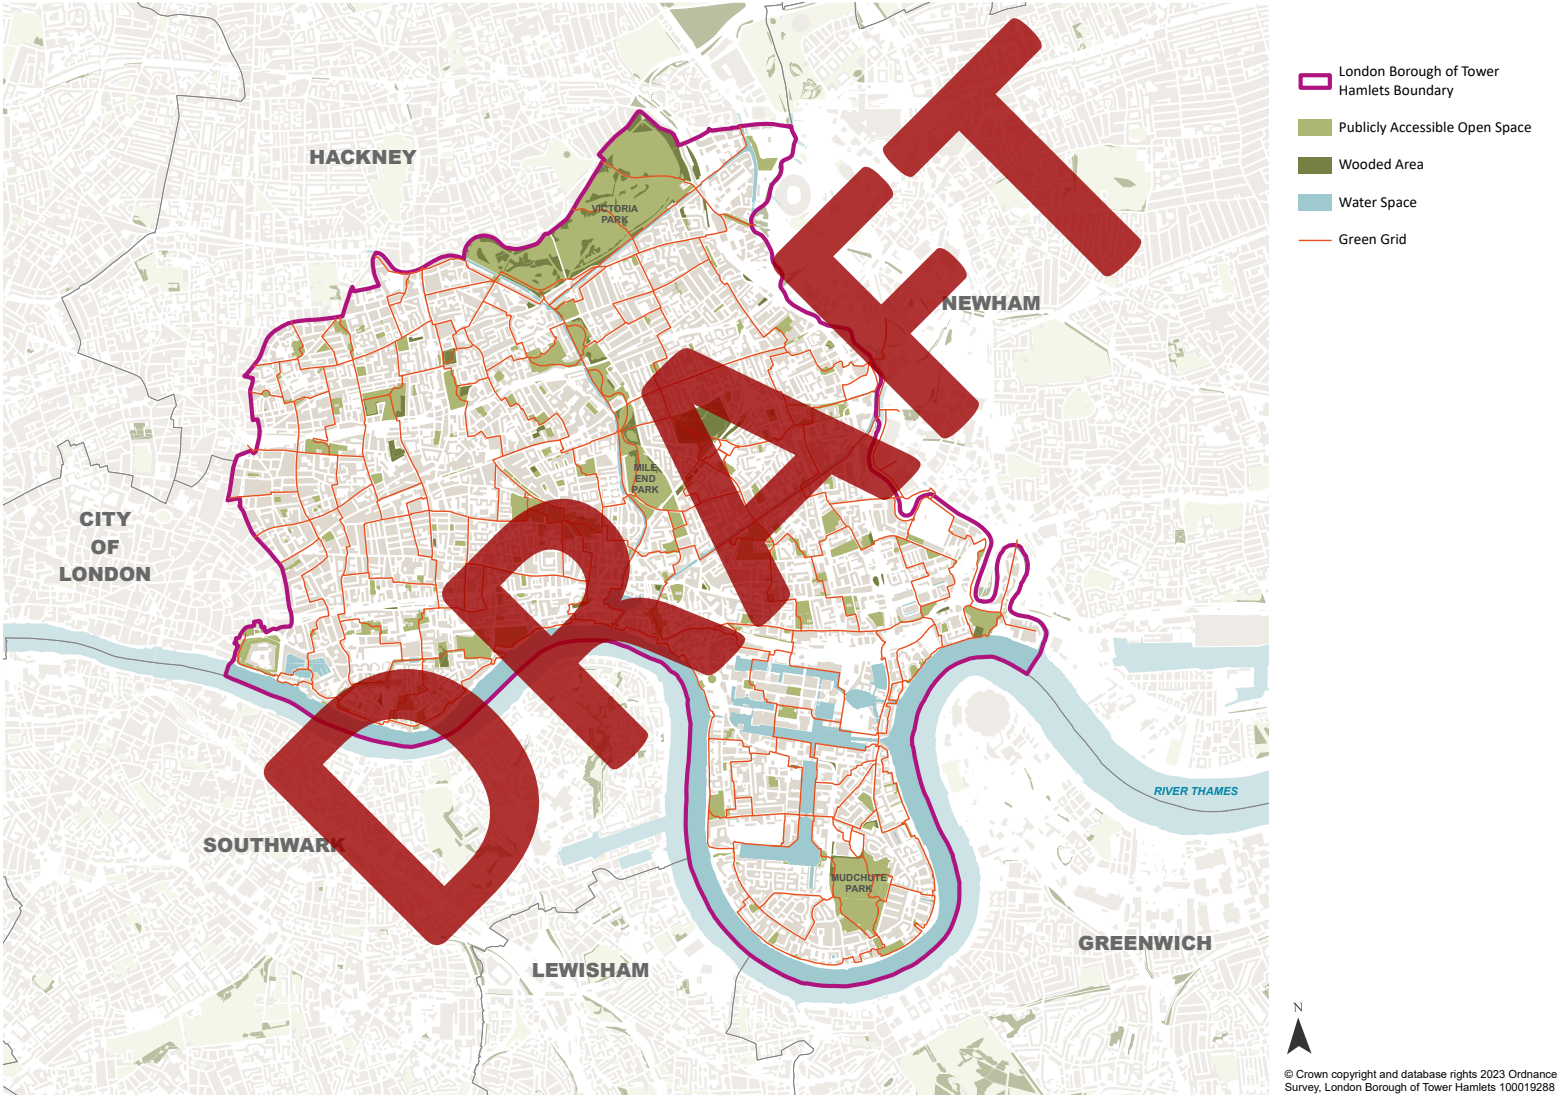 HACKNEY
VICTORIA
PARK
NEWHAM
MILE
END
PARK
CITY
OF
LONDON
RIVER THAMES
SOUTHWARK
MUDCHUTE
PARK
GREENWICH
LEWISHAM
DRAFT
London Borough of Tower
Hamlets Boundary
Publicly Accessible Open Space
Wooded Area
Water Space
Green Grid
N
© Crown copyright and database rights 2023 Ordnance
Survey, London Borough of Tower Hamlets 100019288